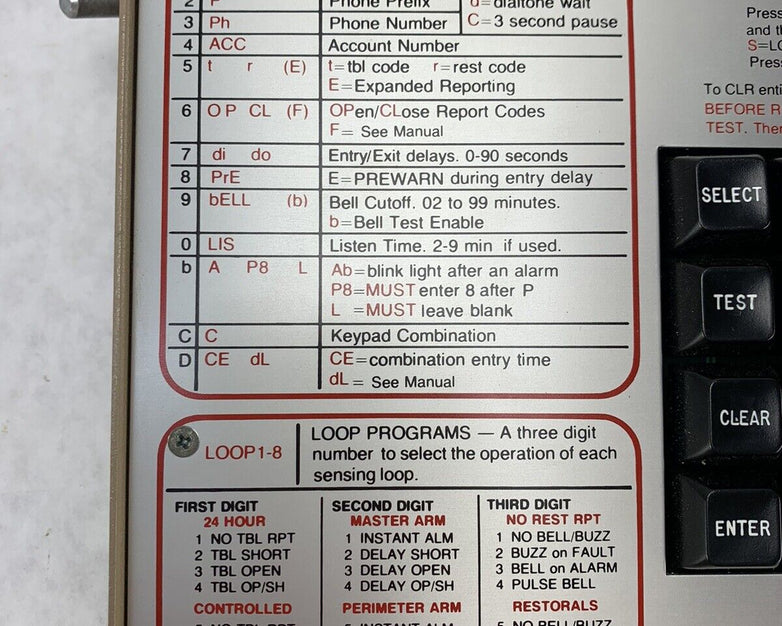 2 P Phone Prefix d=dialtone wait
3 Ph Phone Number C=3 second pause
4 ACC Account Number
5 t r (E) t=tbl code r=rest code
E=Expanded Reporting
6 O P CL (F) OPen/CLose Report Codes
F= See Manual
7 di do Entry/Exit delays. 0-90 seconds
8 PrE E=PREWARN during entry delay
9 bELL (b) Bell Cutoff. 02 to 99 minutes.
b=Bell Test Enable
0 LIS Listen Time. 2-9 min if used.
b A P8 L Ab=blink light after an alarm
P8=MUST enter 8 after P
L =MUST leave blank
C C Keypad Combination
D CE dL CE=combination entry time
dL= See Manual
LOOP1-8
LOOP PROGRAMS — A three digit
number to select the operation of each
sensing loop.
FIRST DIGIT
24 HOUR
1 NO TBL RPT
2 TBL SHORT
3 TBL OPEN
4 TBL OP/SH
CONTROLLED
SECOND DIGIT
MASTER ARM
1 INSTANT ALM
2 DELAY SHORT
3 DELAY OPEN
4 DELAY OP/SH
PERIMETER ARM
THIRD DIGIT
NO REST RPT
1 NO BELL/BUZZ
2 BUZZ on FAULT
3 BELL on ALARM
4 PULSE BELL
RESTORALS
5 NO BELL/BUZZ
Press
and th
S=LO
Press
To CLR enti
BEFORE R
TEST. Then
SELECT
TEST
CLEAR
ENTER